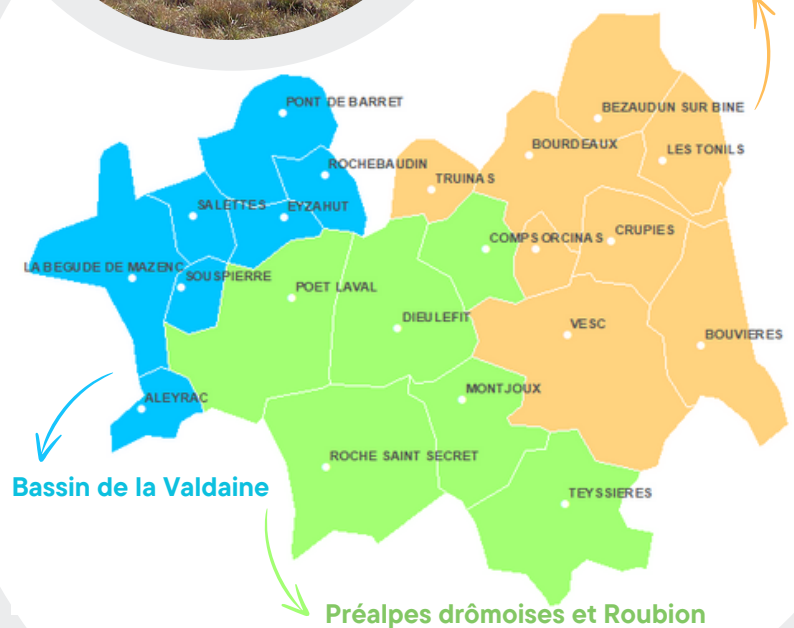 PONT DE BARRET
BEZAUDUN SUR BINE
BOURDEAUX
LES TONILS
ROCHEBAUDIN
TRUINAS
SALETTES
EYZAHUT
COMPS
ORCINAS
CRUPIES
LA BEGUDE DE MAZENC
SOUSPIERRE
POET LAVAL
DIEULEFIT
VESC
BOUVIERES
ALEYRAC
MONTJOUX
ROCHE SAINT SECRET
Bassin de la Valdaine
TEYSSIERES
Préalpes drômoises et Roubion